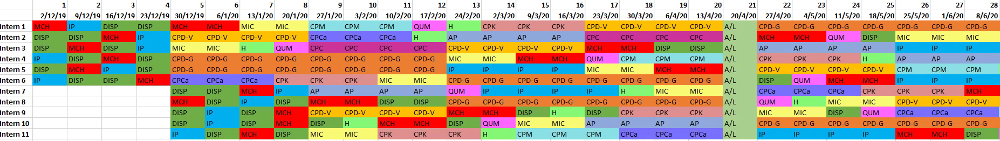 1 2 3 4 5 6 7 8 9 10 11 12 13 14 15 16 17 18 19 20 21 22 23 24 25 26 27 28
2/12/19 9/12/19 16/12/19 23/12/19 30/12/19 6/1/20 13/1/20 20/1/20 27/1/20 3/2/20 10/2/20 17/2/20 24/2/20 2/3/20 9/3/20 16/3/20 23/3/20 30/3/20 6/4/20 13/4/20 20/4/20 27/4/20 4/5/20 11/5/20 18/5/20 25/5/20 1/6/20 8/6/20
Intern 1 MCH IP DISP DISP MCH MCH MIC MIC CPM CPM CPM QUM H CPK CPK CPK CPD-V CPD-V CPD-V CPD-V A/L CPD-G CPD-G CPD-G CPD-G CPD-G CPD-G CPD-G
Intern 2 DISP DISP MCH IP CPD-V CPD-V CPD-V CPD-V CPCa CPCa CPCa H AP AP AP AP CPC CPC CPC CPC A/L MCH MCH QUM DISP MIC MIC MIC
Intern 3 DISP MCH DISP IP MIC MIC H QUM CPC CPC CPC CPC CPD-V CPD-V CPD-V CPD-V MCH MCH DISP DISP A/L AP AP AP AP IP IP IP
Intern 4 IP DISP MCH DISP CPD-G CPD-G CPD-G CPD-G CPD-G CPD-G CPD-G CPD-G MIC MIC MCH MCH QUM CPM CPM CPM A/L CPK CPK CPK H AP AP AP
Intern 5 DISP MCH IP DISP CPD-G CPD-G CPD-G CPD-G CPD-G CPD-G CPD-G CPD-G IP IP IP IP MIC MIC MCH MCH A/L CPD-V CPD-V CPD-V CPD-V CPM CPM CPM
Intern 6 IP DISP DISP MCH CPCa CPCa CPCa CPK CPK CPK MIC MIC CPD-G CPD-G CPD-G CPD-G CPD-G CPD-G CPD-G CPD-G A/L DISP QUM MCH MCH IP IP IP
Intern 7 DISP DISP MCH IP AP AP AP AP QUM IP IP IP IP H MIC MIC A/L CPCa CPCa CPCa CPK CPK CPK MCH
Intern 8 MCH DISP IP DISP MCH MCH DISP DISP CPD-G CPD-G CPD-G CPD-G CPD-G CPD-G CPD-G CPD-G A/L QUM H MIC MIC CPD-V CPD-V CPD-V
Intern 9 DISP IP DISP MCH CPD-V CPD-V CPD-V CPD-V MCH MCH DISP H DISP CPK CPK CPK A/L MIC MIC DISP QUM CPCa CPCa CPCa
Intern 10 DISP IP DISP MCH DISP H MCH MCH DISP QUM MIC MIC AP AP AP AP A/L CPD-G CPD-G CPD-G CPD-G CPD-G CPD-G CPD-G
Intern 11 IP DISP MCH DISP MIC MIC CPK CPK CPK H CPM CPM CPM CPCa CPCa CPCa A/L IP IP IP IP MCH MCH DISP